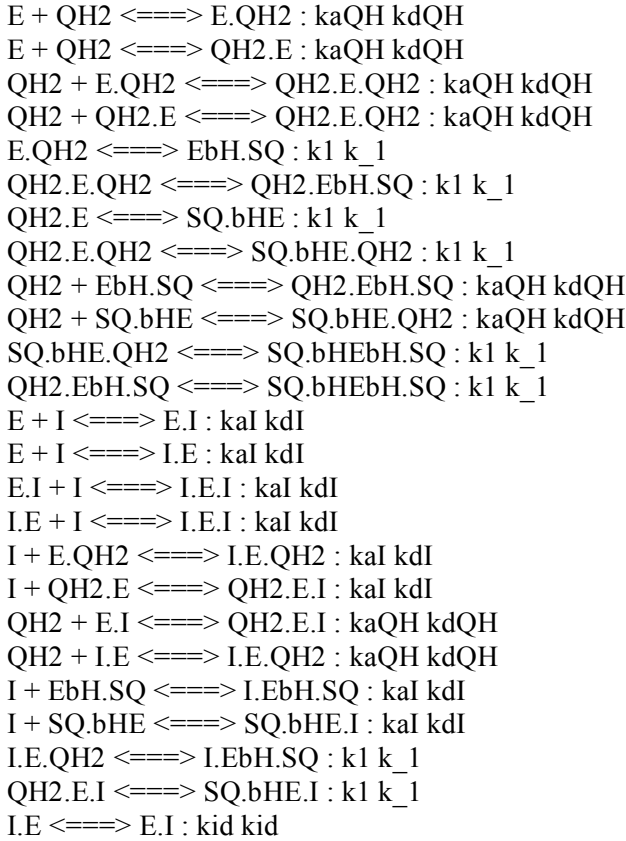 E + QH2 <===> E.QH2 : kaQH kdQH
E + QH2 <===> QH2.E : kaQH kdQH
QH2 + E.QH2 <===> QH2.E.QH2 : kaQH kdQH
QH2 + QH2.E <===> QH2.E.QH2 : kaQH kdQH
E.QH2 <===> EbH.SQ : k1 k_1
QH2.E.QH2 <===> QH2.EbH.SQ : k1 k_1
QH2.E <===> SQ.bHE : k1 k_1
QH2.E.QH2 <===> SQ.bHE.QH2 : k1 k_1
QH2 + EbH.SQ <===> QH2.EbH.SQ : kaQH kdQH
QH2 + SQ.bHE <===> SQ.bHE.QH2 : kaQH kdQH
SQ.bHE.QH2 <===> SQ.bHEbH.SQ : k1 k_1
QH2.EbH.SQ <===> SQ.bHEbH.SQ : k1 k_1
E + I <===> E.I : kaI kdI
E + I <===> I.E : kaI kdI
E.I + I <===> I.E.I : kaI kdI
I.E + I <===> I.E.I : kaI kdI
I + E.QH2 <===> I.E.QH2 : kaI kdI
I + QH2.E <===> QH2.E.I : kaI kdI
QH2 + E.I <===> QH2.E.I : kaQH kdQH
QH2 + I.E <===> I.E.QH2 : kaQH kdQH
I + EbH.SQ <===> I.EbH.SQ : kaI kdI
I + SQ.bHE <===> SQ.bHE.I : kaI kdI
I.E.QH2 <===> I.EbH.SQ : k1 k_1
QH2.E.I <===> SQ.bHE.I : k1 k_1
I.E <===> E.I : kid kid